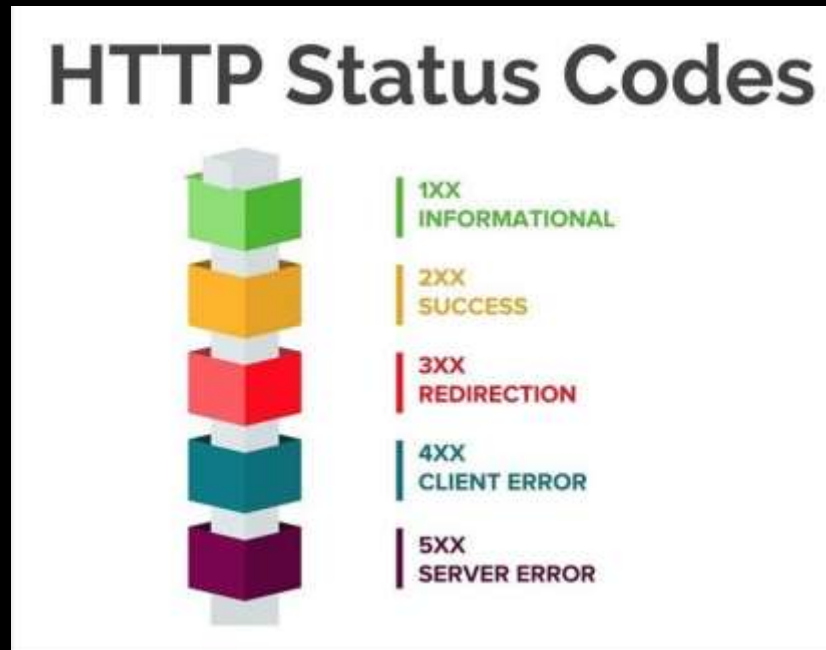 HTTP Status Codes
1XX
INFORMATIONAL
2XX
SUCCESS
3XX
REDIRECTION
4XX
CLIENT ERROR
5XX
SERVER ERROR